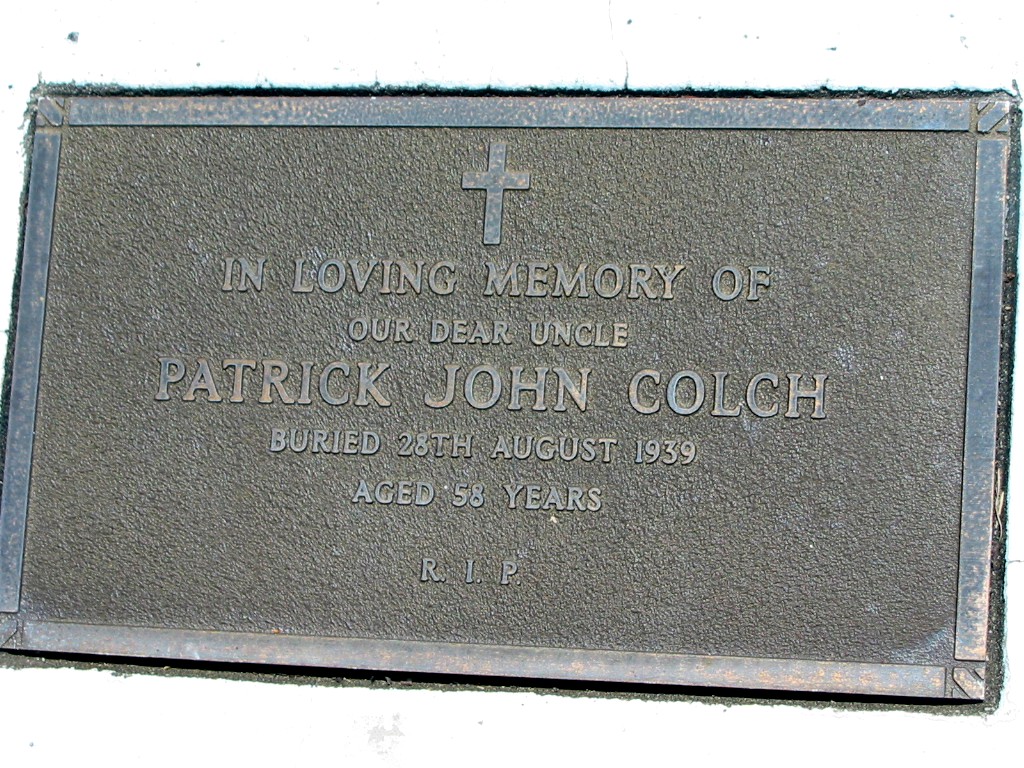 IN LOVING MEMORY OF
OUR DEAR UNCLE
PATRICK JOHN COLCH
BURIED 28TH AUGUST 1939
AGED 58 YEARS
R. I. P.